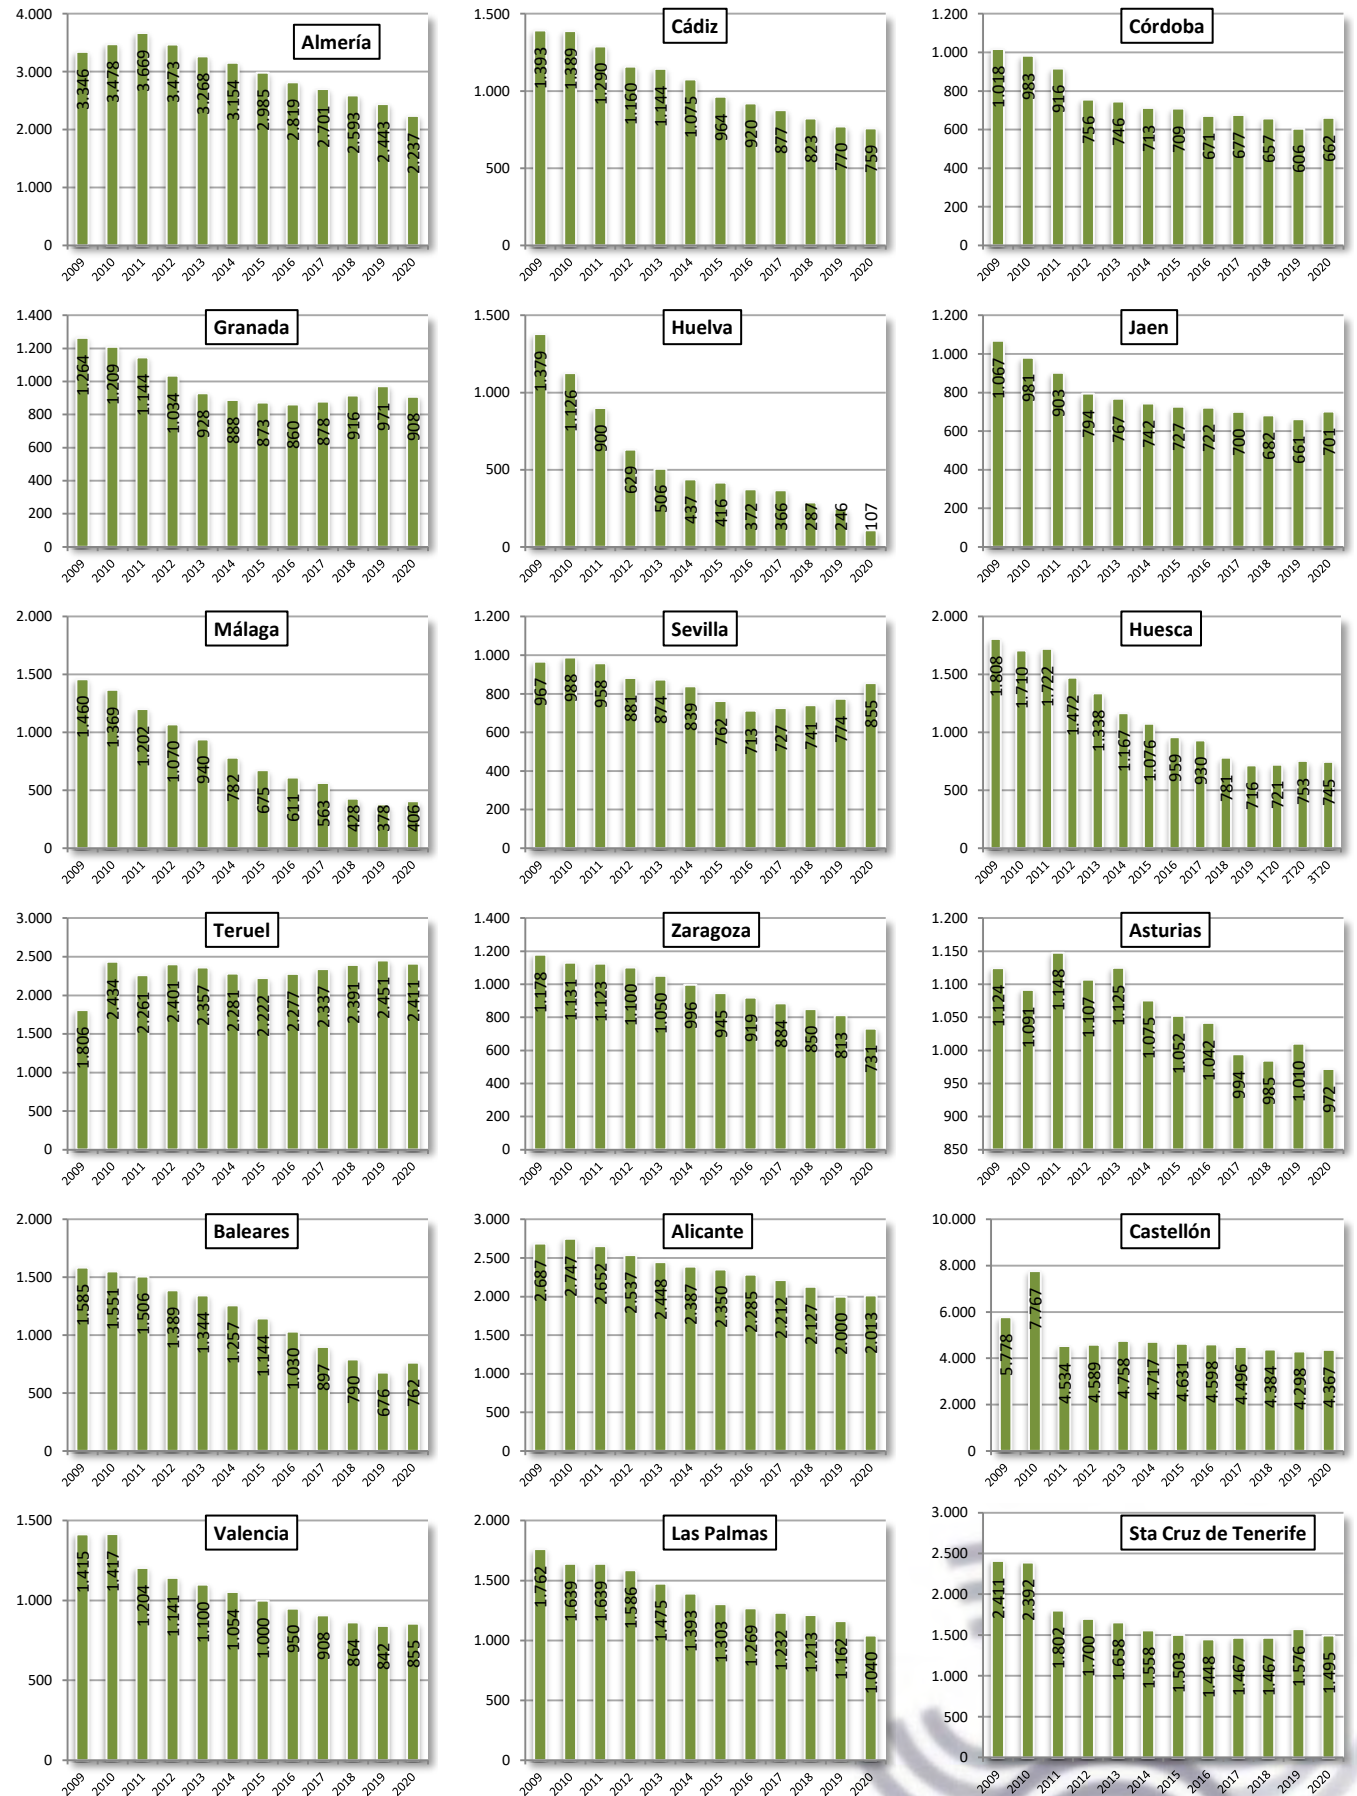 Almería
4.000
3.000
2.000
1.000
0
3.346 3.478 3.669 3.473 3.268 3.154 2.985 2.819 2.701 2.593 2.443 2.237
2009 2010 2011 2012 2013 2014 2015 2016 2017 2018 2019 2020
Cádiz
1.500
1.000
500
0
1.393 1.389 1.290 1.160 1.144 1.075 964 920 877 823 770 759
2009 2010 2011 2012 2013 2014 2015 2016 2017 2018 2019 2020
Córdoba
1.200
1.000
800
600
400
200
0
1.018 983 916 756 746 713 709 671 677 657 606 662
2009 2010 2011 2012 2013 2014 2015 2016 2017 2018 2019 2020
Granada
1.400
1.200
1.000
800
600
400
200
0
1.264 1.209 1.144 1.034 928 888 873 860 878 916 971 908
2009 2010 2011 2012 2013 2014 2015 2016 2017 2018 2019 2020
Huelva
1.500
1.000
500
0
1.379 1.126 900 629 506 437 416 372 366 287 246 107
2009 2010 2011 2012 2013 2014 2015 2016 2017 2018 2019 2020
Jaen
1.200
1.000
800
600
400
200
0
1.067 981 903 794 767 742 727 722 700 682 661 701
2009 2010 2011 2012 2013 2014 2015 2016 2017 2018 2019 2020
Málaga
2.000
1.500
1.000
500
0
1.460 1.369 1.202 1.070 940 782 675 611 563 428 378 406
2009 2010 2011 2012 2013 2014 2015 2016 2017 2018 2019 2020
Sevilla
1.200
1.000
800
600
400
200
0
967 988 958 881 874 839 762 713 727 741 774 855
2009 2010 2011 2012 2013 2014 2015 2016 2017 2018 2019 2020
Huesca
2.000
1.500
1.000
500
0
1.808 1.710 1.722 1.472 1.338 1.167 1.076 959 930 781 716 721 753 745
2009 2010 2011 2012 2013 2014 2015 2016 2017 2018 2019 1T20 2T20 3T20
Teruel
3.000
2.500
2.000
1.500
1.000
500
0
1.806 2.434 2.261 2.401 2.357 2.281 2.222 2.277 2.337 2.391 2.451 2.411
2009 2010 2011 2012 2013 2014 2015 2016 2017 2018 2019 2020
Zaragoza
1.400
1.200
1.000
800
600
400
200
0
1.178 1.131 1.123 1.100 1.050 996 945 919 884 850 813 731
2009 2010 2011 2012 2013 2014 2015 2016 2017 2018 2019 2020
Asturias
1.200
1.150
1.100
1.050
1.000
950
900
850
1.124 1.091 1.148 1.107 1.125 1.075 1.052 1.042 994 985 1.010 972
2009 2010 2011 2012 2013 2014 2015 2016 2017 2018 2019 2020
Baleares
2.000
1.500
1.000
500
0
1.585 1.551 1.506 1.389 1.344 1.257 1.144 1.030 897 790 676 762
2009 2010 2011 2012 2013 2014 2015 2016 2017 2018 2019 2020
Alicante
3.000
2.500
2.000
1.500
1.000
500
0
2.687 2.747 2.652 2.537 2.448 2.387 2.350 2.285 2.212 2.127 2.000 2.013
2009 2010 2011 2012 2013 2014 2015 2016 2017 2018 2019 2020
Castellón
10.000
8.000
6.000
4.000
2.000
0
5.778 7.767 4.534 4.589 4.758 4.717 4.631 4.598 4.496 4.384 4.298 4.367
2009 2010 2011 2012 2013 2014 2015 2016 2017 2018 2019 2020
Valencia
1.500
1.000
500
0
1.415 1.417 1.204 1.141 1.100 1.054 1.000 950 908 864 842 855
2009 2010 2011 2012 2013 2014 2015 2016 2017 2018 2019 2020
Las Palmas
2.000
1.500
1.000
500
0
1.762 1.639 1.639 1.586 1.475 1.393 1.303 1.269 1.232 1.213 1.162 1.040
2009 2010 2011 2012 2013 2014 2015 2016 2017 2018 2019 2020
Sta Cruz de Tenerife
3.000
2.500
2.000
1.500
1.000
500
0
2.411 2.392 1.802 1.700 1.658 1.558 1.503 1.448 1.467 1.467 1.576 1.495
2009 2010 2011 2012 2013 2014 2015 2016 2017 2018 2019 2020